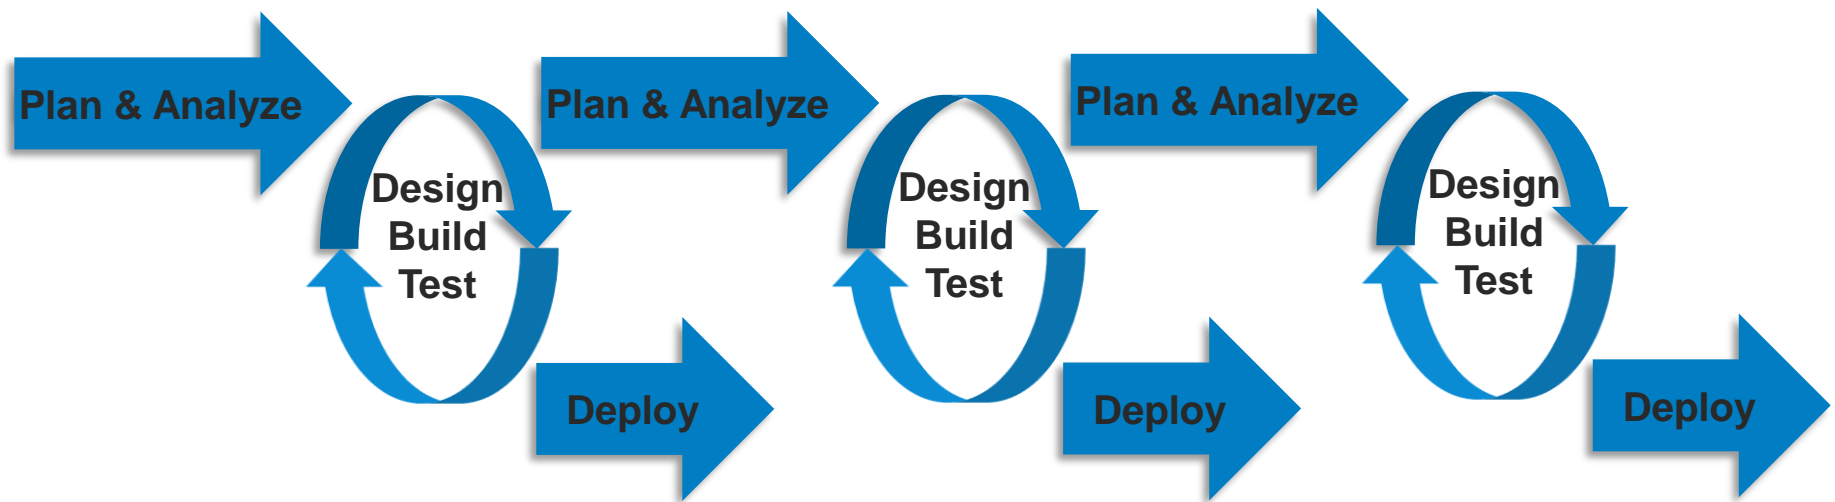 Plan & Analyze
Design
Build
Test
Deploy
Plan & Analyze
Design
Build
Test
Deploy
Plan & Analyze
Design
Build
Test
Deploy